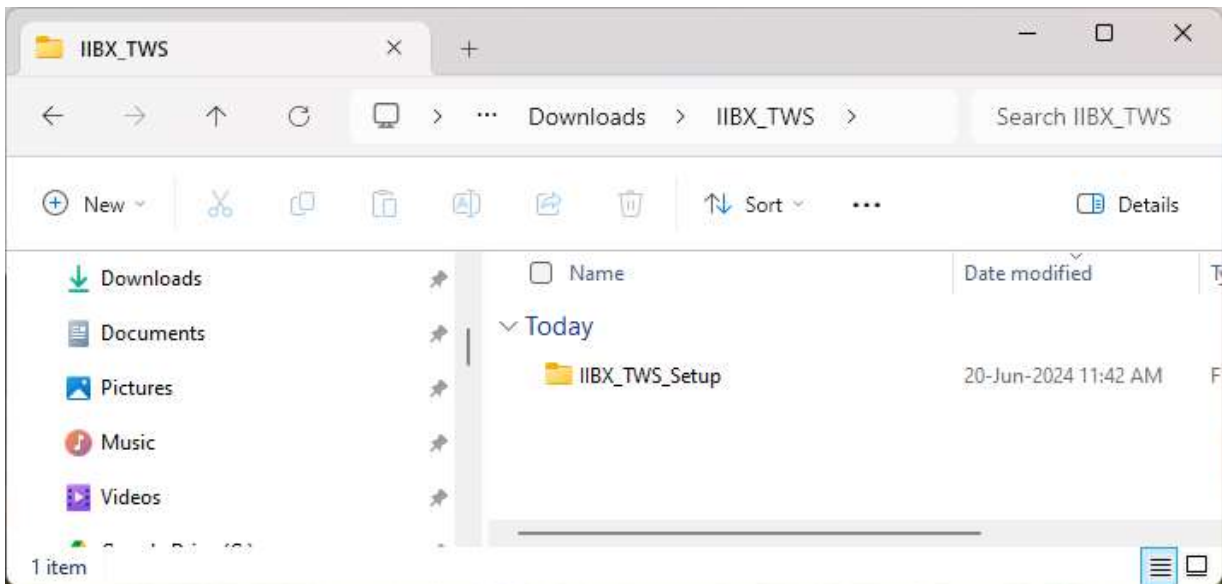 IIBX_TWS
Downloads > IIBX_TWS >
Search IIBX_TWS
New
Sort
Details
Downloads
Documents
Pictures
Music
Videos
Name
Date modified
Today
IIBX_TWS_Setup
20-Jun-2024 11:42 AM
1 item